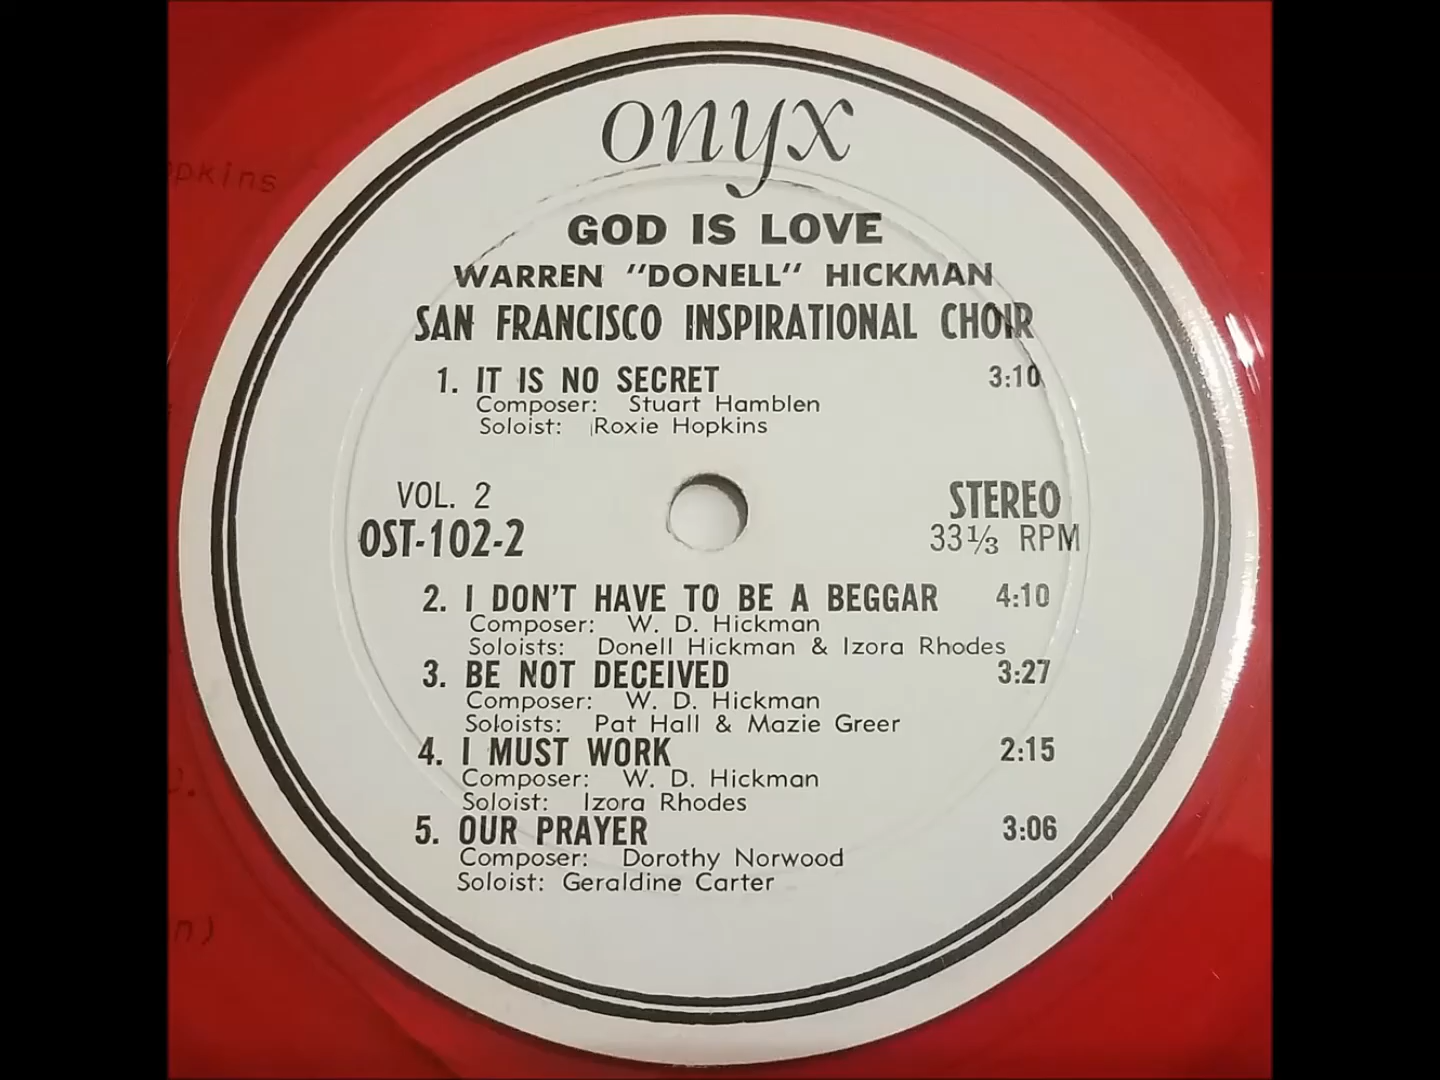 onyx
GOD IS LOVE
WARREN "DONELL" HICKMAN
SAN FRANCISCO INSPIRATIONAL CHOIR
1. IT IS NO SECRET 3:10
Composer: Stuart Hamblen
Soloist: Roxie Hopkins
VOL. 2 STEREO
OST-102-2 33⅓ RPM
2. I DON'T HAVE TO BE A BEGGAR 4:10
Composer: W. D. Hickman
Soloists: Donell Hickman & Izora Rhodes
3. BE NOT DECEIVED 3:27
Composer: W. D. Hickman
Soloists: Pat Hall & Mazie Greer
4. I MUST WORK 2:15
Composer: W. D. Hickman
Soloist: Izora Rhodes
5. OUR PRAYER 3:06
Composer: Dorothy Norwood
Soloist: Geraldine Carter